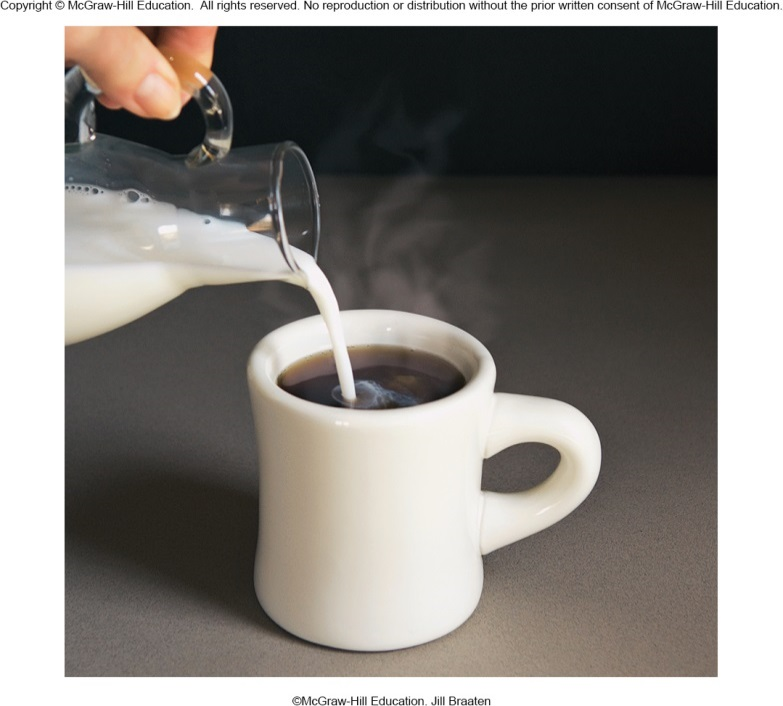 Copyright © McGraw-Hill Education. All rights reserved. No reproduction or distribution without the prior written consent of McGraw-Hill Education.
©McGraw-Hill Education. Jill Braaten